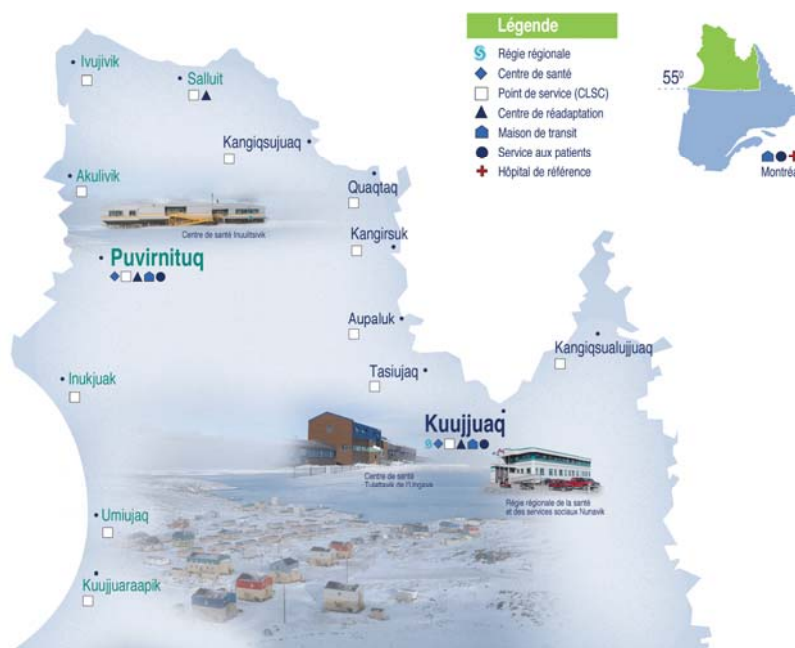 Légende
Régie régionale
Centre de santé
Point de service (CLSC)
Centre de réadaptation
Maison de transit
Service aux patients
Hôpital de référence
55⁰
Montréa
Ivujivik
Salluit
Kangiqsujuaq
Akulivik
Quaqtaq
Centre de santé Inuulitsivik
Kangirsuk
Puvirnituq
Aupaluk
Kangiqsualujjuaq
Tasiujaq
Inukjuak
Kuujjuaq
Centre de santé
Tulattavik de l'Ungava
Régie régionale de la santé
et des services sociaux Nunavik
Umiujaq
Kuujjuaraapik